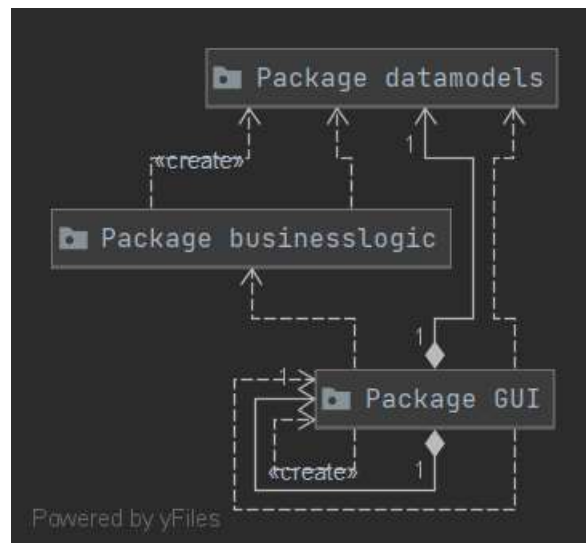 Package datamodels
1
«create»
Package businesslogic
1
1
Package GUI
«create»
1
Powered by yFiles